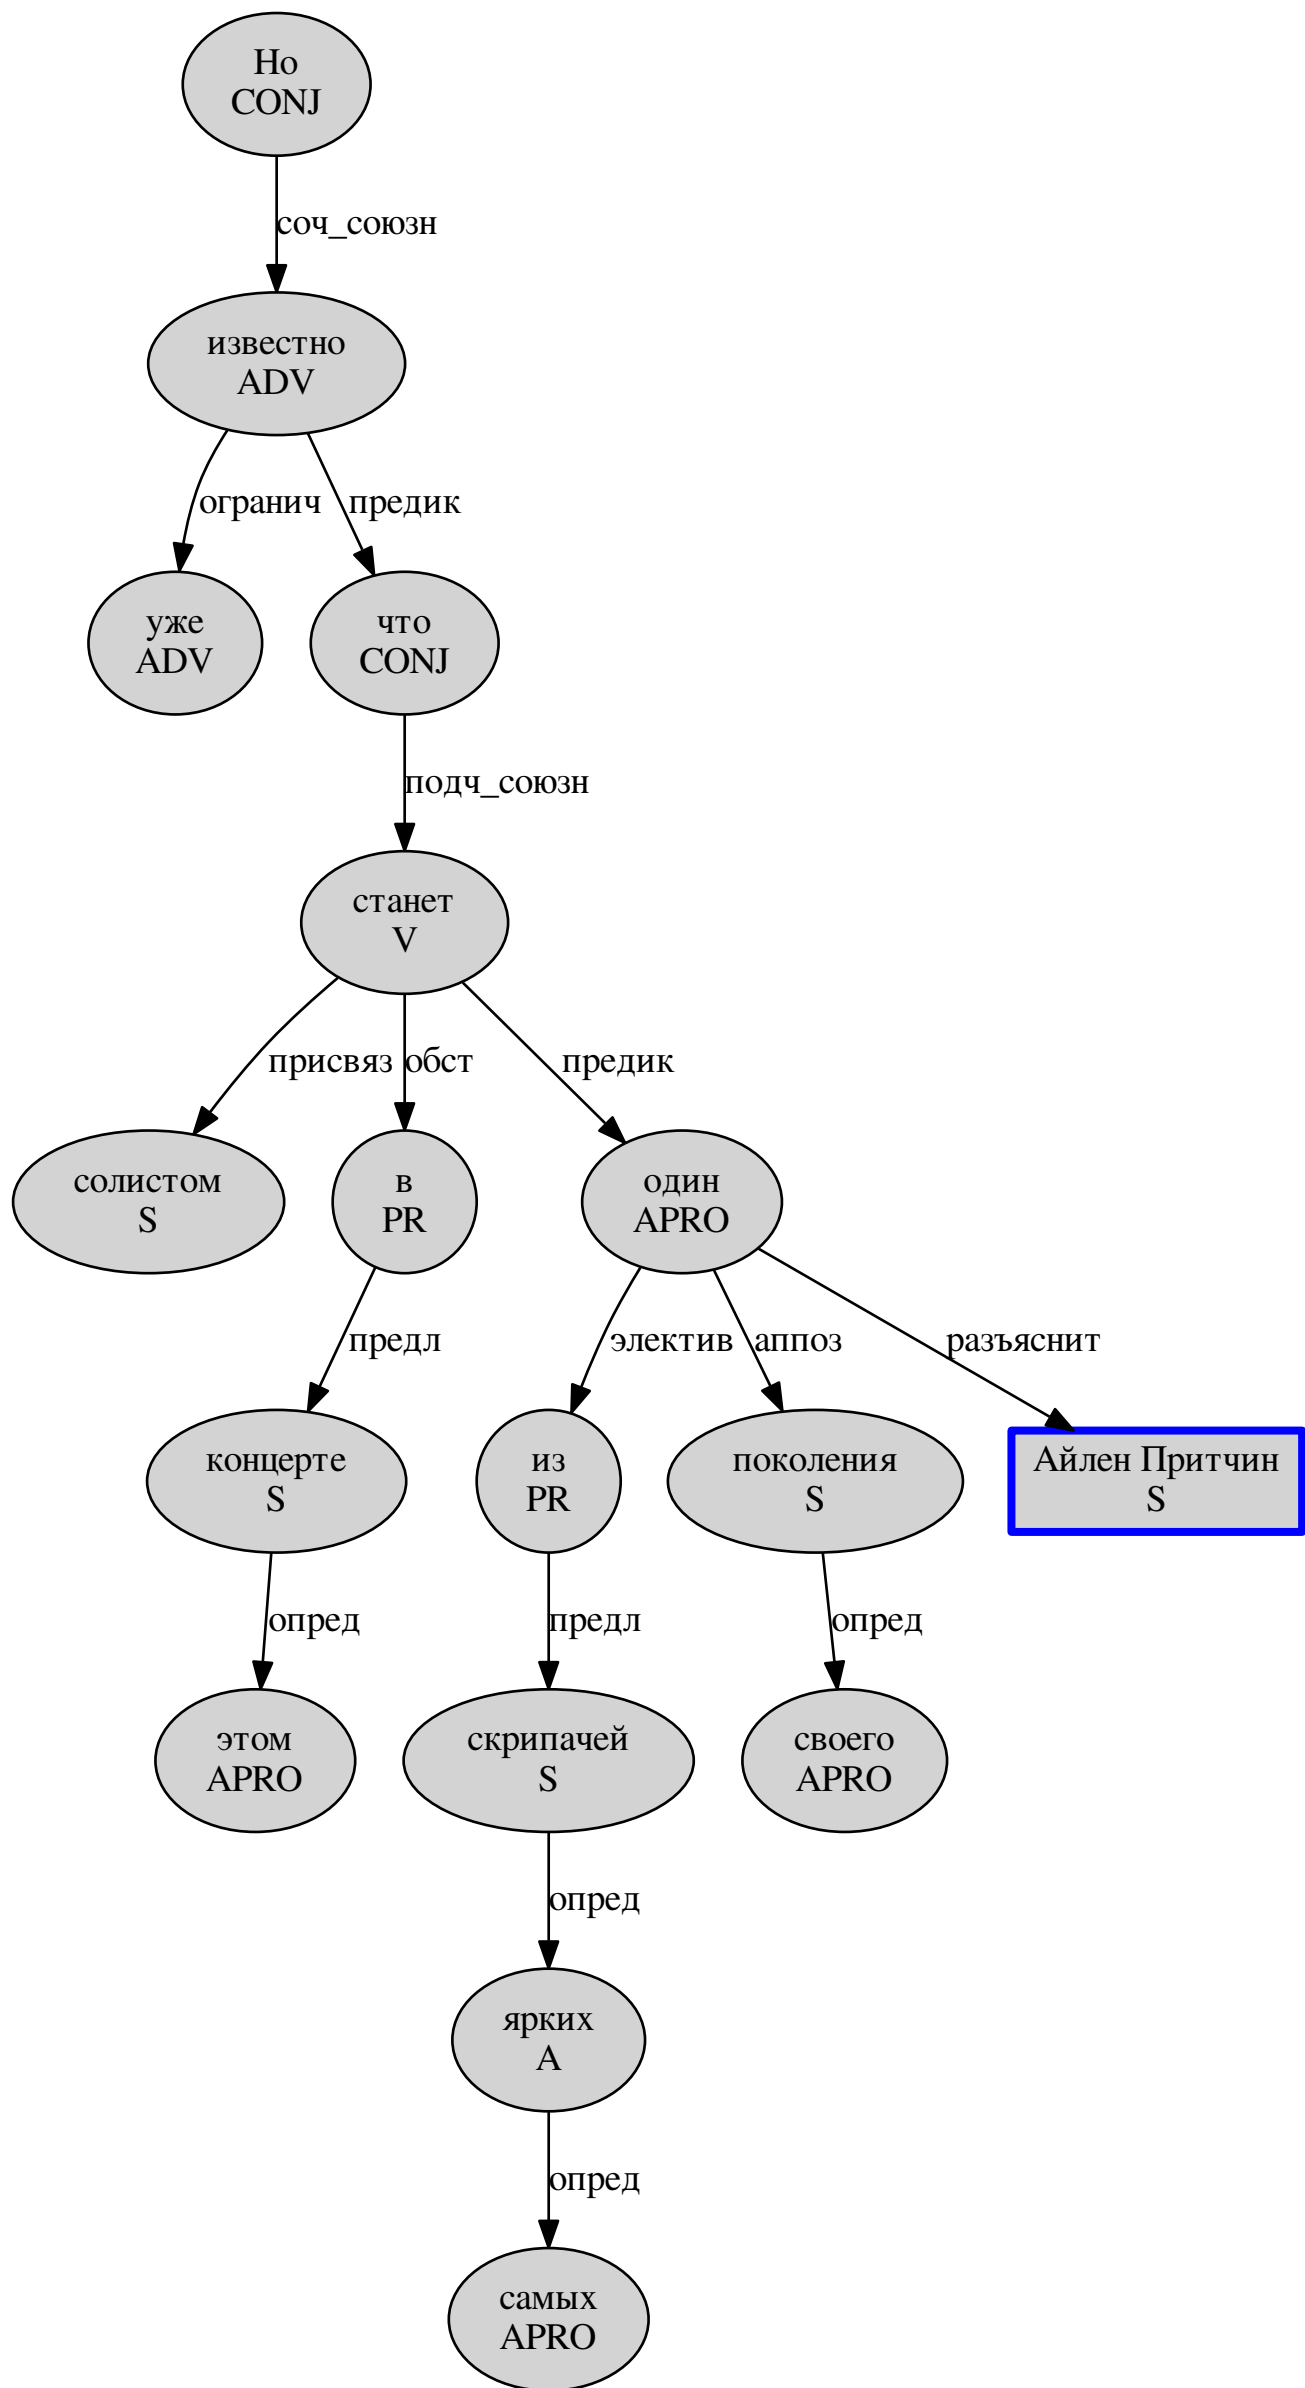 Но
CONJ
соч_союзн
известно
ADV
огранич
предик
уже
ADV
что
CONJ
подч_союзн
станет
V
присвяз
обст
предик
солистом
S
в
PR
один
APRO
предл
электив
аппоз
разъяснит
концерте
S
из
PR
поколения
S
Айлен Притчин
S
опред
предл
опред
этом
APRO
скрипачей
S
своего
APRO
опред
ярких
A
опред
самых
APRO